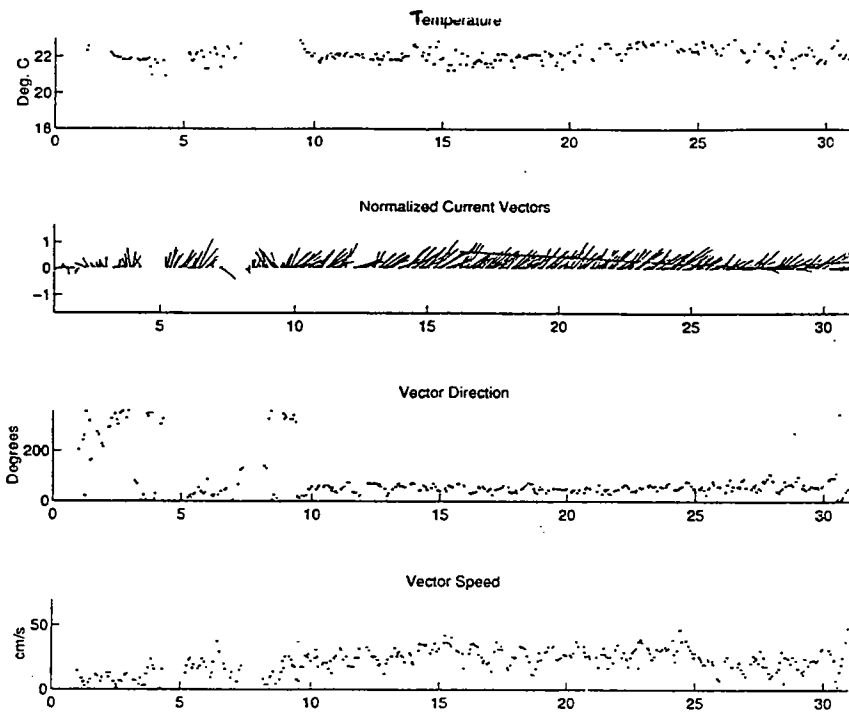 Temperature
22
20
18
Deg. C
0 5 10 15 20 25 30
Normalized Current Vectors
1
0
−1
5 10 15 20 25 30
Vector Direction
200
0
Dogrees
0 5 10 15 20 25 30
Vector Speed
50
0
cm/s
0 5 10 15 20 25 30